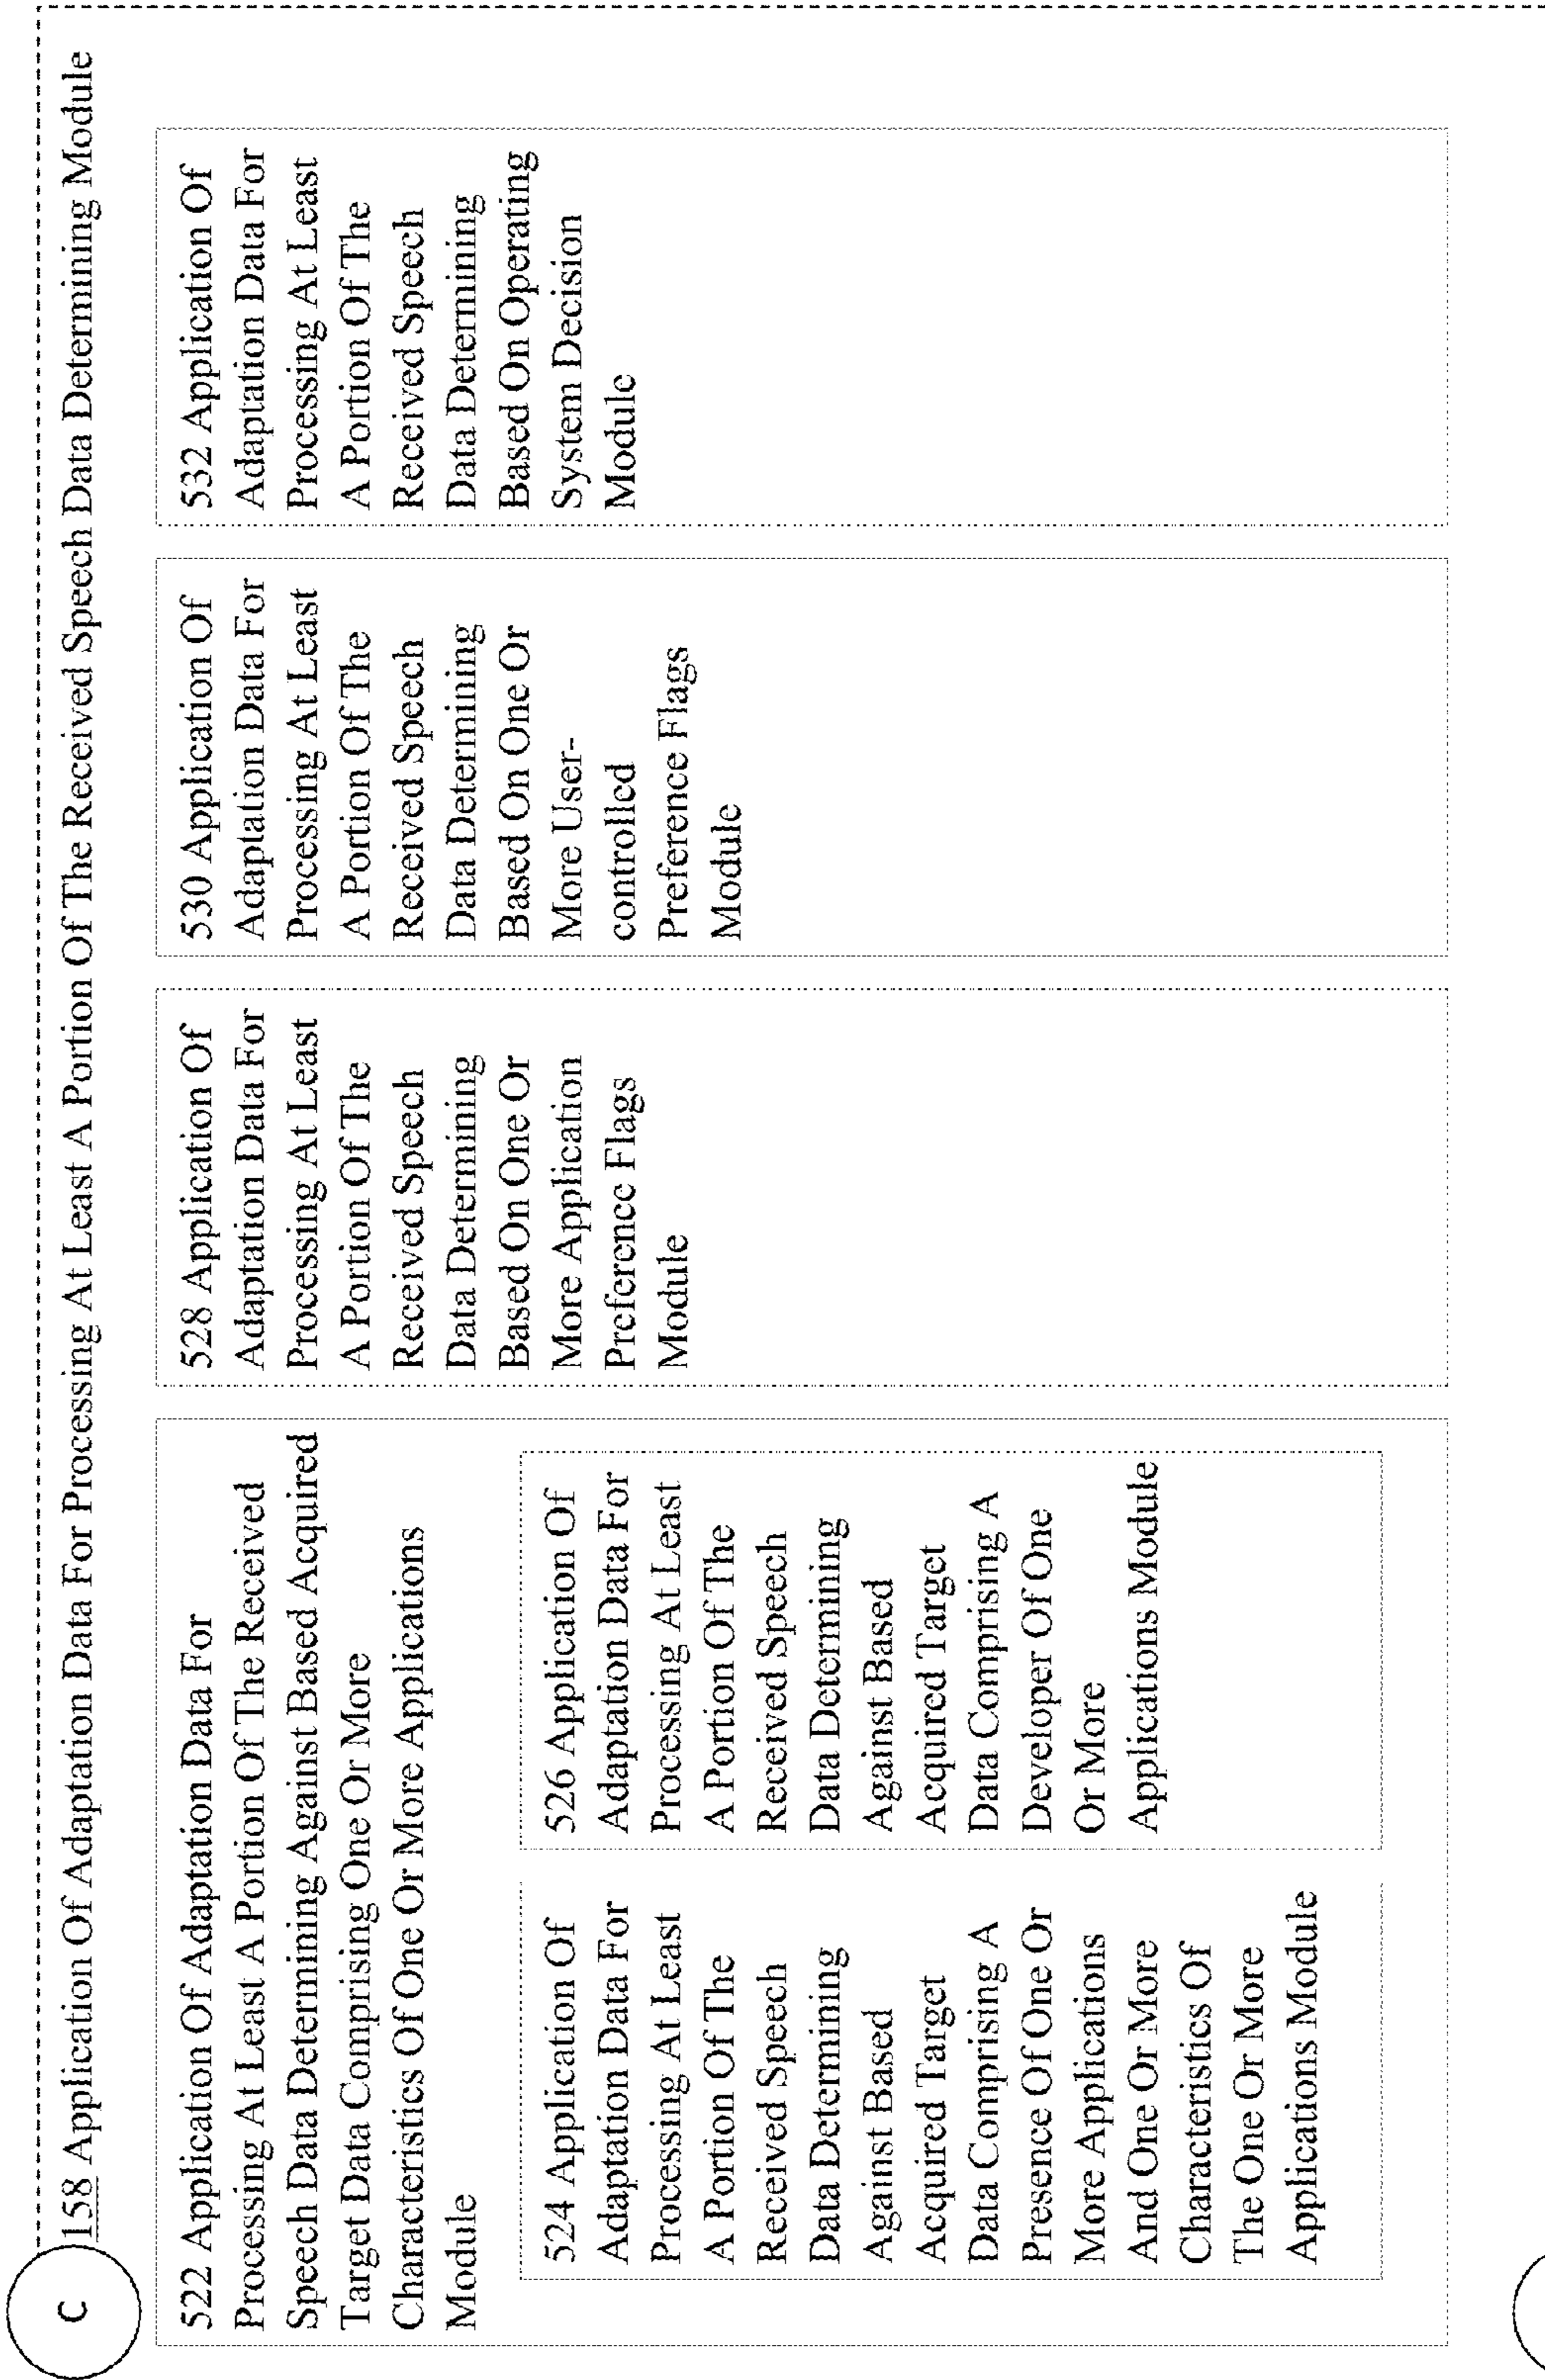 C
158 Application Of Adaptation Data For Processing At Least A Portion Of The Received Speech Data Determining Module
522 Application Of Adaptation Data For
Processing At Least A Portion Of The Received
Speech Data Determining Against Based Acquired
Target Data Comprising One Or More
Characteristics Of One Or More Applications
Module
524 Application Of
Adaptation Data For
Processing At Least
A Portion Of The
Received Speech
Data Determining
Against Based
Acquired Target
Data Comprising A
Presence Of One Or
More Applications
And One Or More
Characteristics Of
The One Or More
Applications Module
526 Application Of
Adaptation Data For
Processing At Least
A Portion Of The
Received Speech
Data Determining
Against Based
Acquired Target
Data Comprising A
Developer Of One
Or More
Applications Module
528 Application Of
Adaptation Data For
Processing At Least
A Portion Of The
Received Speech
Data Determining
Based On One Or
More Application
Preference Flags
Module
530 Application Of
Adaptation Data For
Processing At Least
A Portion Of The
Received Speech
Data Determining
Based On One Or
More User-
controlled
Preference Flags
Module
532 Application Of
Adaptation Data For
Processing At Least
A Portion Of The
Received Speech
Data Determining
Based On Operating
System Decision
Module